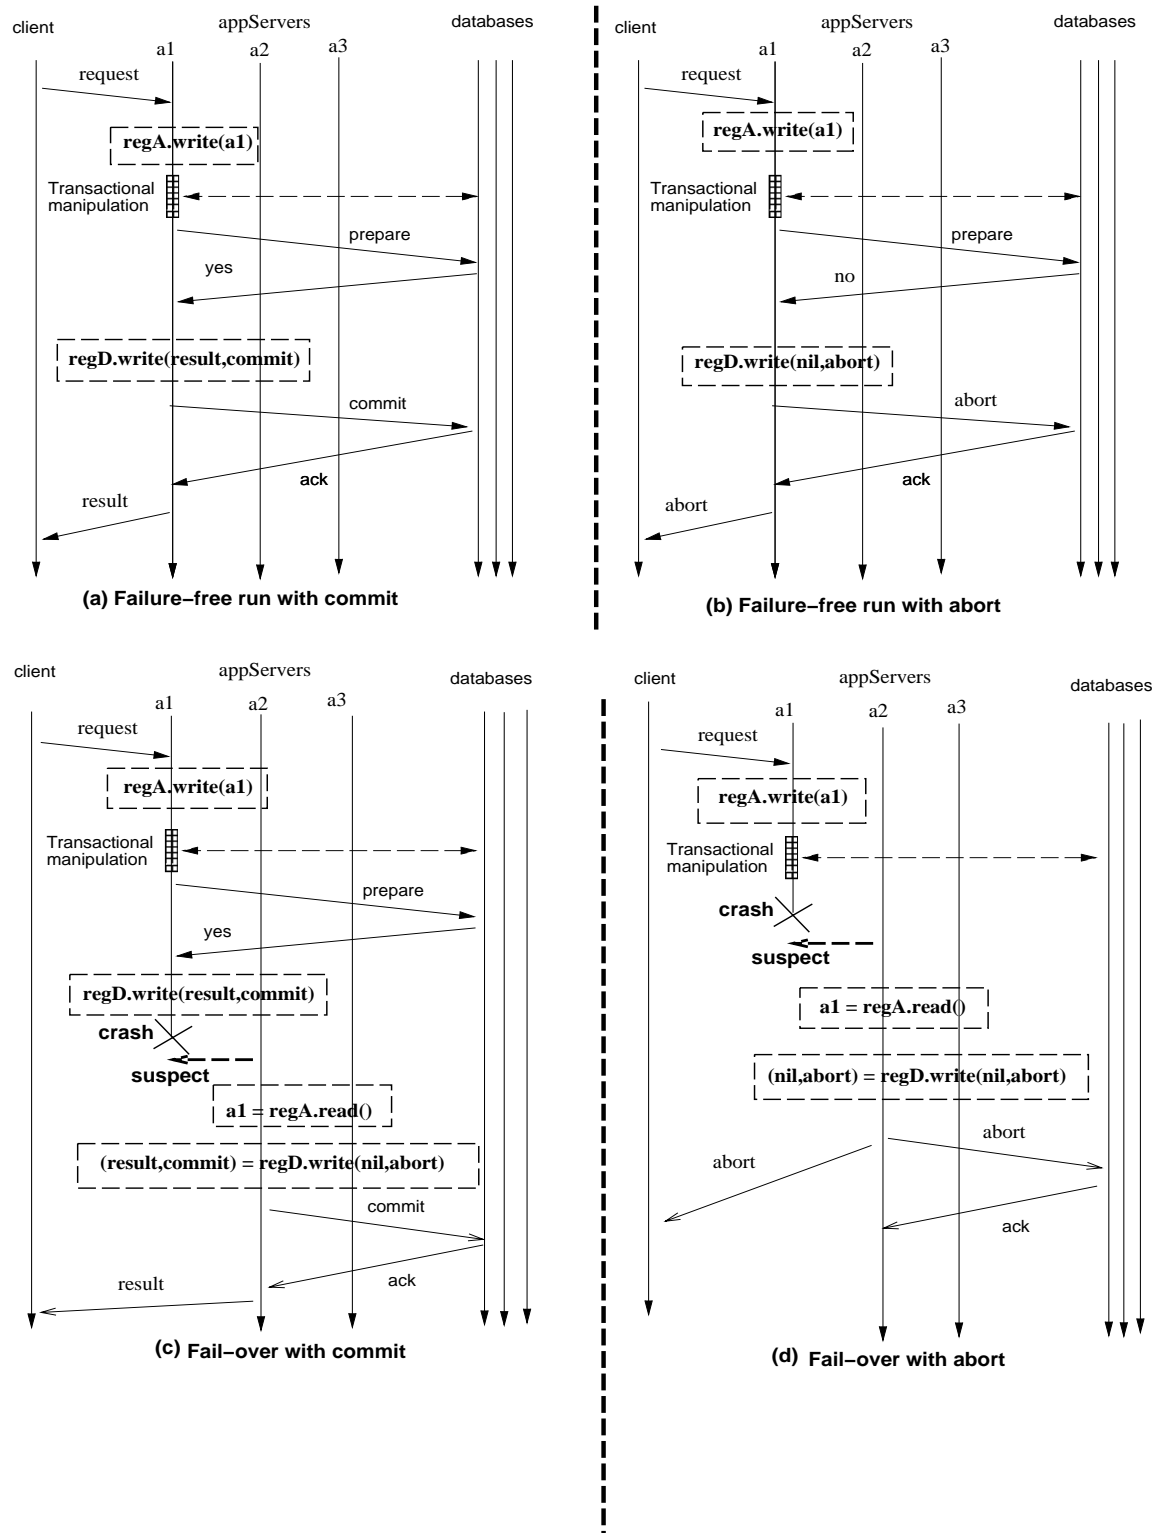 client
appServers
databases
a1
a2
a3
request
regA.write(a1)
Transactional
manipulation
prepare
yes
regD.write(result,commit)
commit
ack
result
(a) Failure−free run with commit
client
appServers
databases
a1
a2
a3
request
regA.write(a1)
Transactional
manipulation
prepare
no
regD.write(nil,abort)
abort
ack
abort
(b) Failure−free run with abort
client
appServers
databases
a1
a2
a3
request
regA.write(a1)
Transactional
manipulation
prepare
yes
regD.write(result,commit)
crash
suspect
a1 = regA.read()
(result,commit) = regD.write(nil,abort)
commit
ack
result
(c) Fail−over with commit
client
appServers
databases
a1
a2
a3
request
regA.write(a1)
Transactional
manipulation
crash
suspect
a1 = regA.read()
(nil,abort) = regD.write(nil,abort)
abort
abort
ack
(d) Fail−over with abort